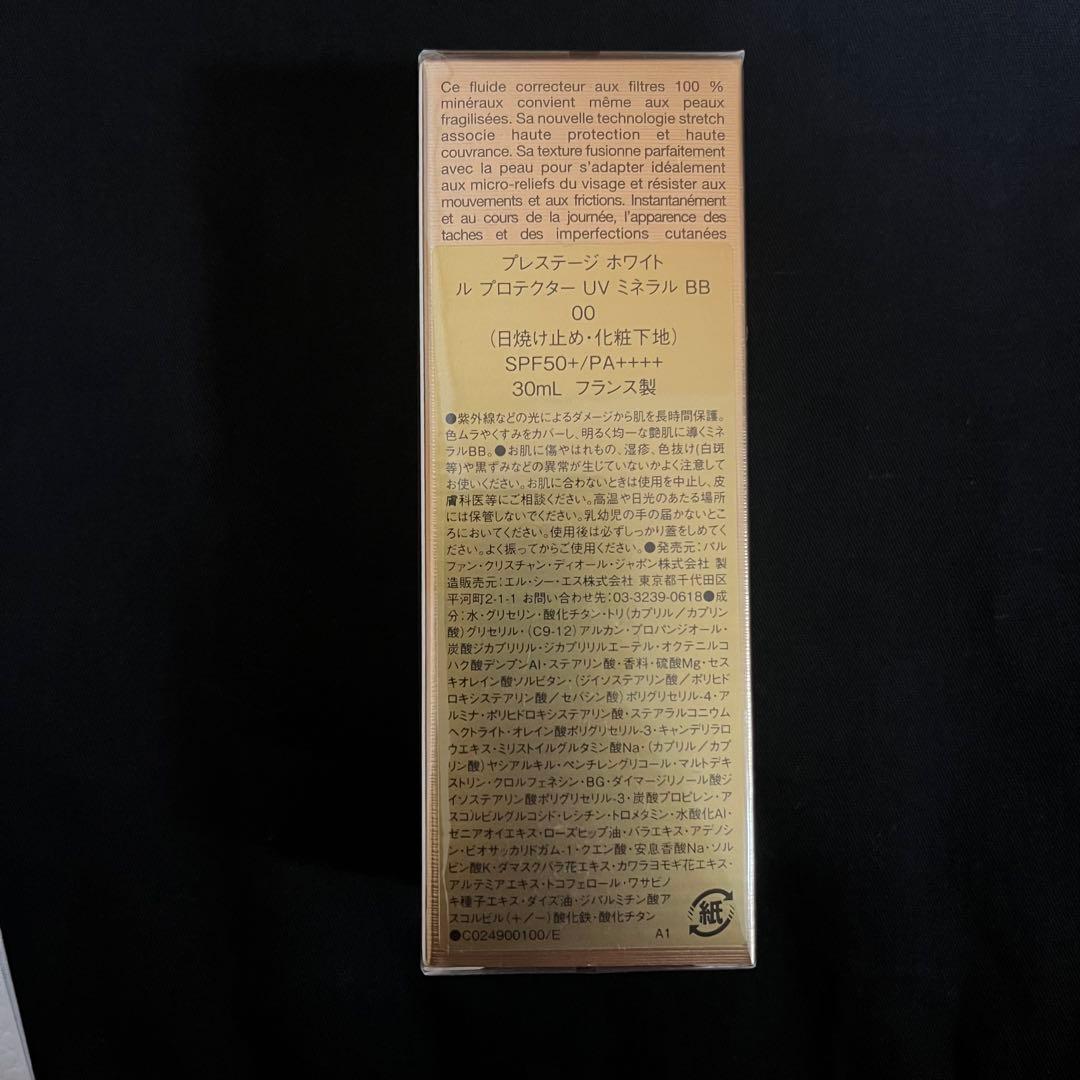 Ce fluide correcteur aux filtres 100 %
minéraux convient même aux peaux
fragilisées. Sa nouvelle technologie stretch
associe haute protection et haute
couvrance. Sa texture fusionne parfaitement
avec la peau pour s'adapter idéalement
aux micro-reliefs du visage et résister aux
mouvements et aux frictions. Instantanément
et au cours de la journée, l'apparence des
taches et des imperfections cutanées
プレステージ ホワイト
ル プロテクター UV ミネラル BB
00
(日焼け止め・化粧下地)
SPF50+/PA++++
30mL フランス製
●紫外線などの光によるダメージから肌を長時間保護。
色ムラやくすみをカバーし、明るく均一な艶肌に導くミネ
ラルBB。●お肌に傷やはれもの、湿疹、色抜け(白斑
等)や黒ずみなどの異常が生じていないかよく注意して
お使いください。お肌に合わないときは使用を中止し、皮
膚科医等にご相談ください。高温や日光のあたる場所
には保管しないでください。乳幼児の手の届かないとこ
ろにおいてください。使用後は必ずしっかり蓋をしめてく
ださい。よく振ってからご使用ください。●発売元:パル
ファン・クリスチャン・ディオール・ジャポン株式会社 製
造販売元:エル・シー・エス株式会社 東京都千代田区
平河町2-1-1 お問い合わせ先:03-3239-0618●成
分:水・グリセリン・酸化チタン・トリ(カプリル/カプリン
酸)グリセリル・(C9-12)アルカン・プロパンジオール・
炭酸ジカプリリル・ジカプリリルエーテル・オクテニルコ
ハク酸デンプンAl・ステアリン酸・香料・硫酸Mg・セス
キオレイン酸ソルビタン・(ジイソステアリン酸/ポリヒド
ロキシステアリン酸/セバシン酸)ポリグリセリル-4・ア
ルミナ・ポリヒドロキシステアリン酸・ステアラルコニウム
ヘクトライト・オレイン酸ポリグリセリル-3・キャンデリラロ
ウエキス・ミリストイルグルタミン酸Na・(カプリル/カプ
リン酸)ヤシアルキル・ペンチレングリコール・マルトデキ
ストリン・クロルフェネシン・BG・ダイマージリノール酸ジ
イソステアリン酸ポリグリセリル-3・炭酸プロピレン・ア
スコルビルグルコシド・レシチン・トロメタミン・水酸化Al・
ゼニアオイエキス・ローズヒップ油・バラエキス・アデノシ
ン・ビオサッカリドガム-1・クエン酸・安息香酸Na・ソル
ビン酸K・ダマスクバラ花エキス・カワラヨモギ花エキス・
アルテミアエキス・トコフェロール・ワサビノ
キ種子エキス・ダイズ油・ジパルミチン酸ア
スコルビル(+/-)酸化鉄・酸化チタン
●C024900100/E A1
紙